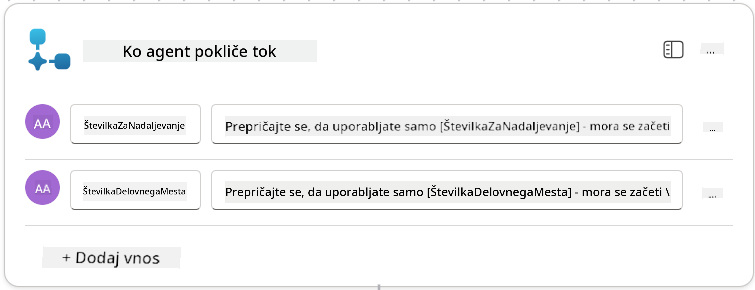 Ko agent pokliče tok
...
AA
ŠtevilkaZaNadaljevanje
Prepričajte se, da uporabljate samo [ŠtevilkaZaNadaljevanje] - mora se začeti
...
AA
ŠtevilkaDelovnegaMesta
Prepričajte se, da uporabljate samo [ŠtevilkaDelovnegaMesta] - mora se začeti \
...
+ Dodaj vnos